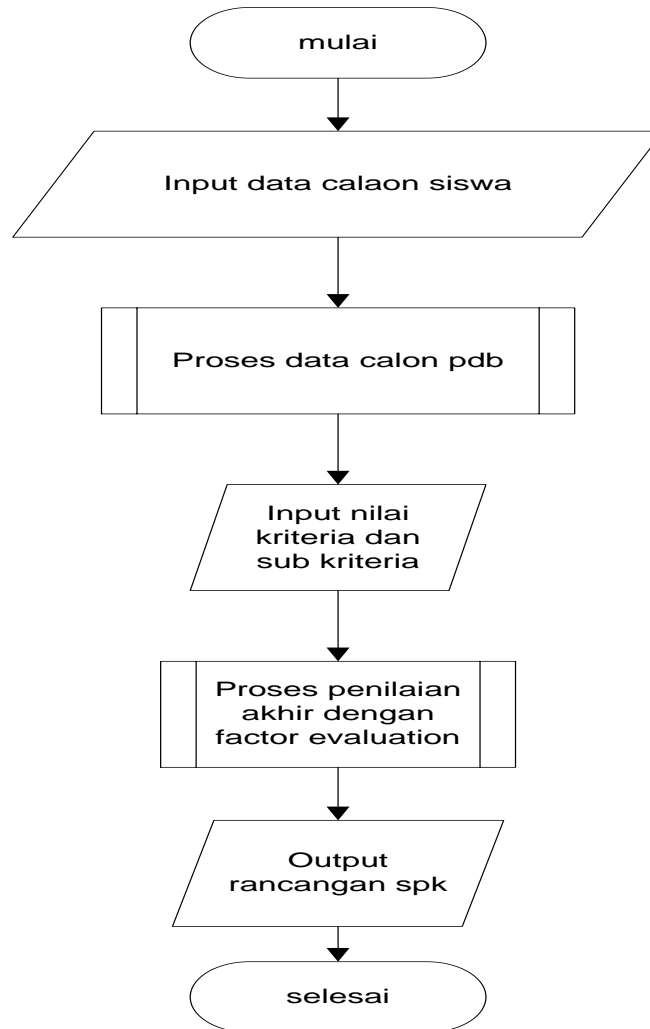 mulai
Input data calaon siswa
Proses data calon pdb
Input nilai
kriteria dan
sub kriteria
Proses penilaian
akhir dengan
factor evaluation
Output
rancangan spk
selesai